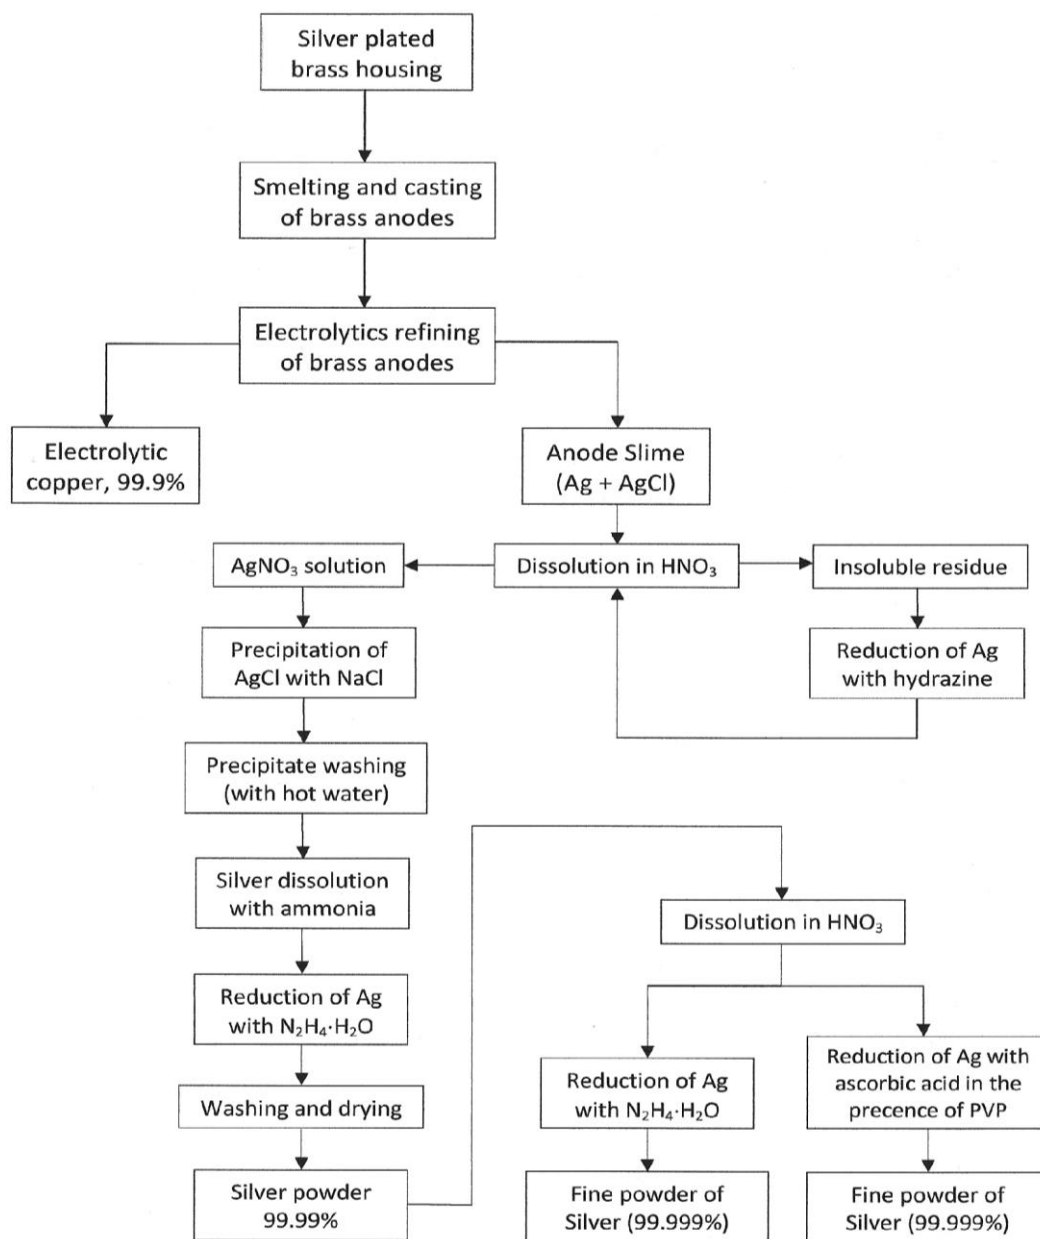 Silver plated
brass housing
Smelting and casting
of brass anodes
Electrolytics refining
of brass anodes
Electrolytic
copper, 99.9%
Anode Slime
(Ag + AgCl)
AgNO₃ solution
Dissolution in HNO₃
Insoluble residue
Precipitation of
AgCl with NaCl
Reduction of Ag
with hydrazine
Precipitate washing
(with hot water)
Silver dissolution
with ammonia
Dissolution in HNO₃
Reduction of Ag
with N₂H₄·H₂O
Reduction of Ag
with N₂H₄·H₂O
Reduction of Ag with
ascorbic acid in the
precence of PVP
Washing and drying
Silver powder
99.99%
Fine powder of
Silver (99.999%)
Fine powder of
Silver (99.999%)